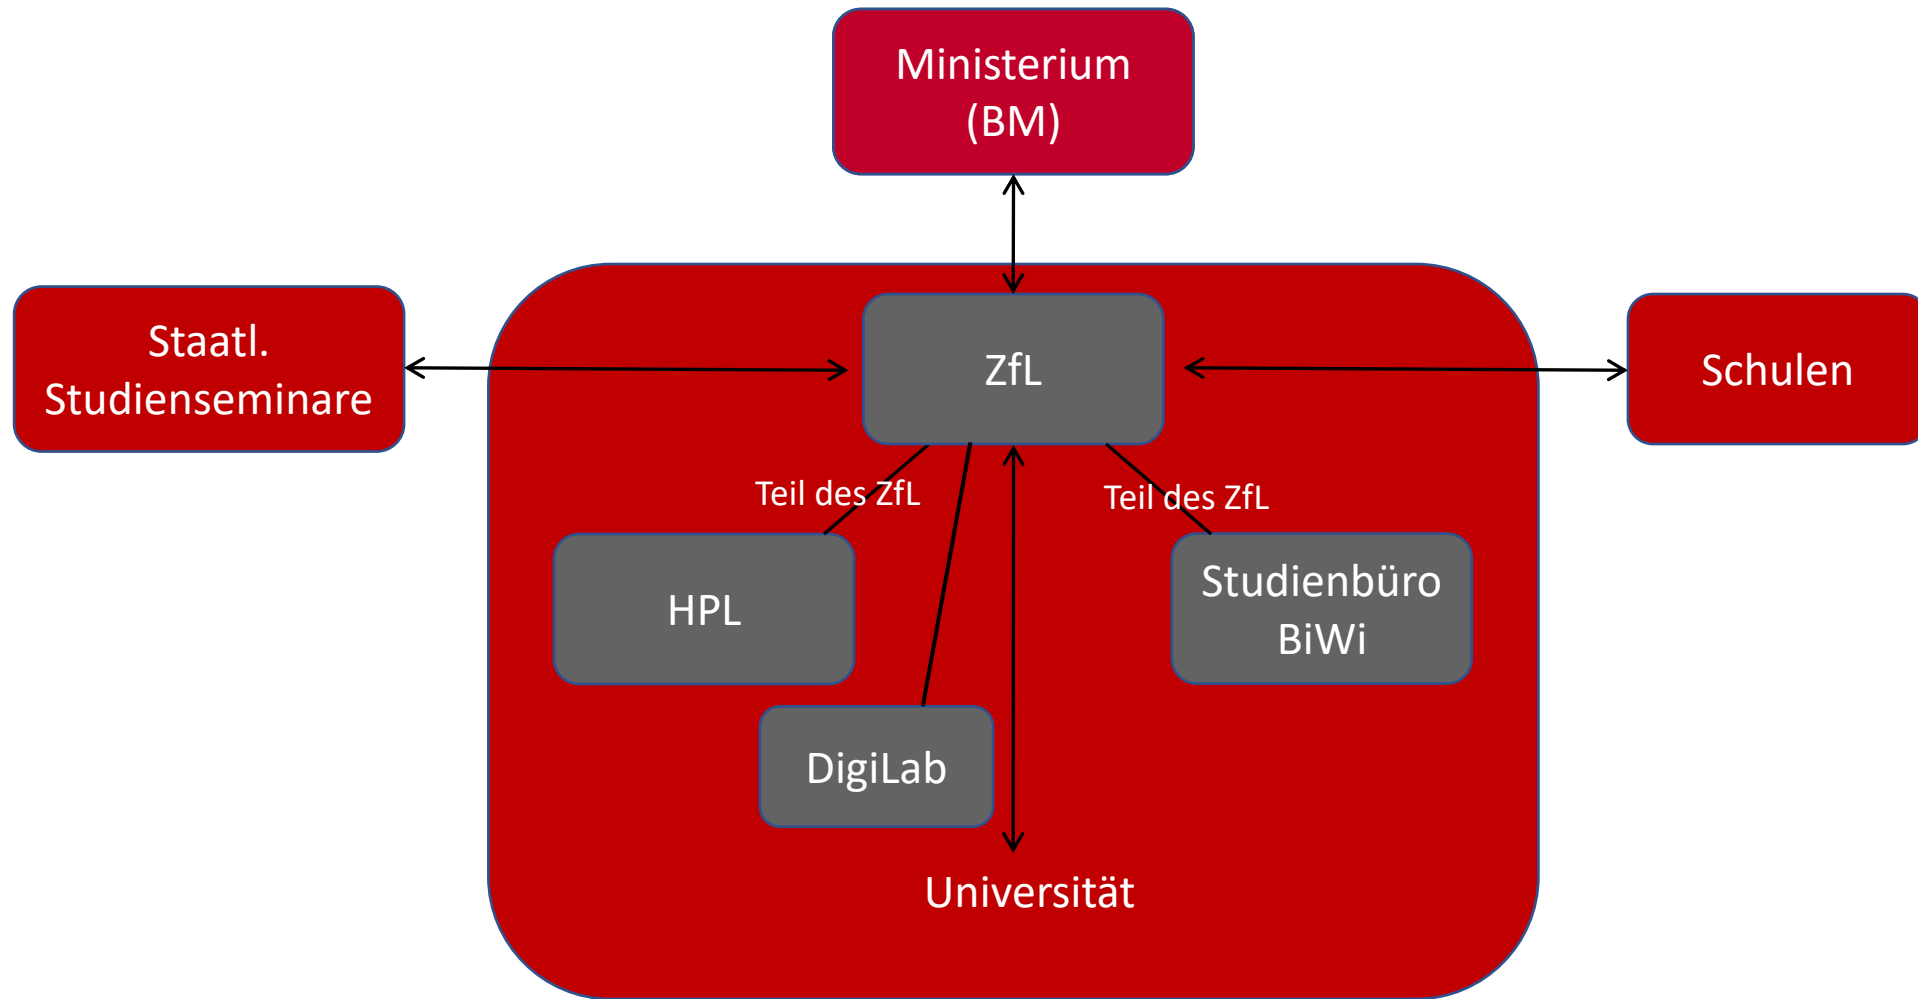 Ministerium
(BM)
Staatl.
Studienseminare
ZfL
Schulen
Teil des ZfL
Teil des ZfL
HPL
Studienbüro
BiWi
DigiLab
Universität